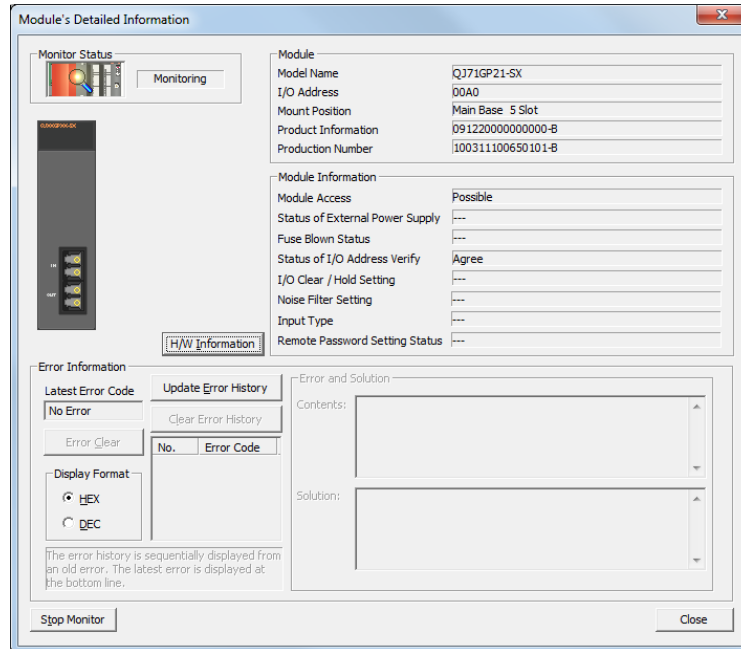 Module's Detailed Information
Monitor Status
Monitoring
Module
Model Name QJ71GP21-SX
I/O Address 00A0
Mount Position Main Base 5 Slot
Product Information 091220000000000-B
Production Number 100311100650101-B
Module Information
Module Access Possible
Status of External Power Supply ---
Fuse Blown Status ---
Status of I/O Address Verify Agree
I/O Clear / Hold Setting ---
Noise Filter Setting ---
Input Type ---
Remote Password Setting Status ---
IN
OUT
H/W Information
Error Information
Latest Error Code
No Error
Error Clear
Display Format
HEX
DEC
Update Error History
Clear Error History
No. Error Code
The error history is sequentially displayed from
an old error. The latest error is displayed at
the bottom line.
Error and Solution
Contents:
Solution:
Stop Monitor
Close